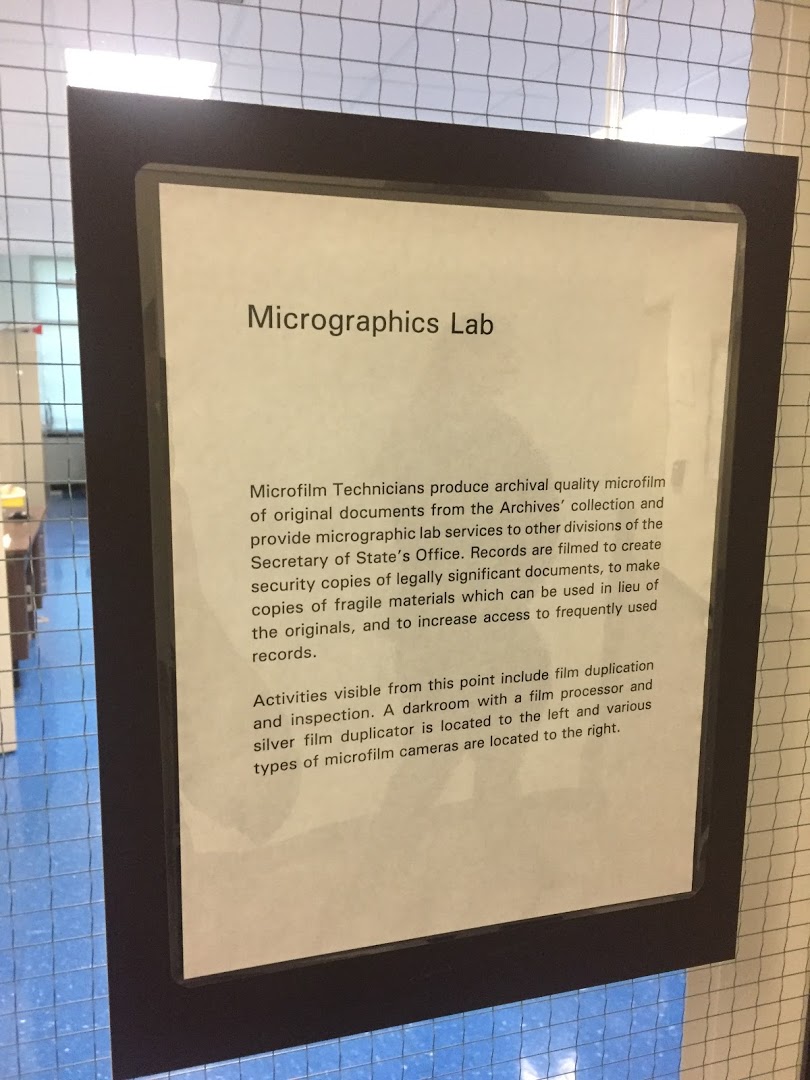 Micrographics Lab
Microfilm Technicians produce archival quality microfilm
of original documents from the Archives' collection and
provide micrographic lab services to other divisions of the
Secretary of State's Office. Records are filmed to create
security copies of legally significant documents, to make
copies of fragile materials which can be used in lieu of
the originals, and to increase access to frequently used
records.
Activities visible from this point include film duplication
and inspection. A darkroom with a film processor and
silver film duplicator is located to the left and various
types of microfilm cameras are located to the right.